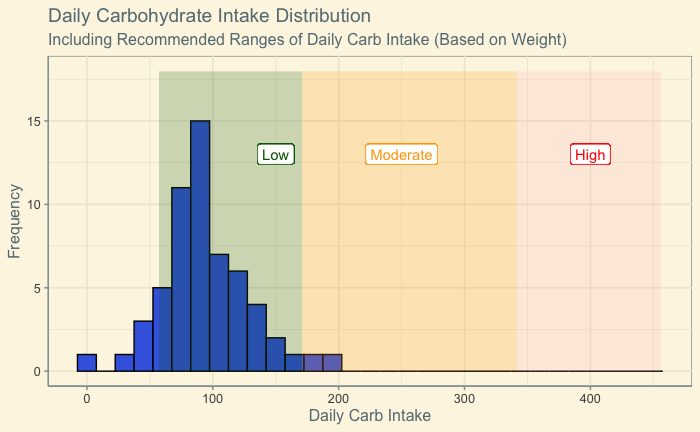 Daily Carbohydrate Intake Distribution
Including Recommended Ranges of Daily Carb Intake (Based on Weight)
Frequency
15
10
5
0
Low
Moderate
High
0
100
200
300
400
Daily Carb Intake